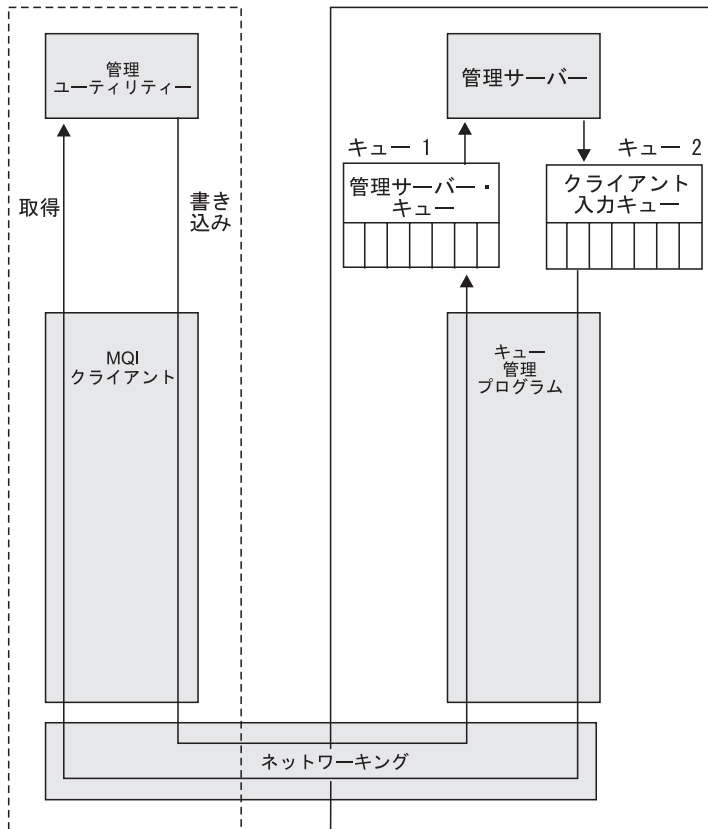 管理
ユーティリティー
管理サーバー
キュー 1
キュー 2
管理サーバー・
キュー
クライアント
入力キュー
取得
書き
込み
MQI
クライアント
キュー
管理
プログラム
ネットワーキング